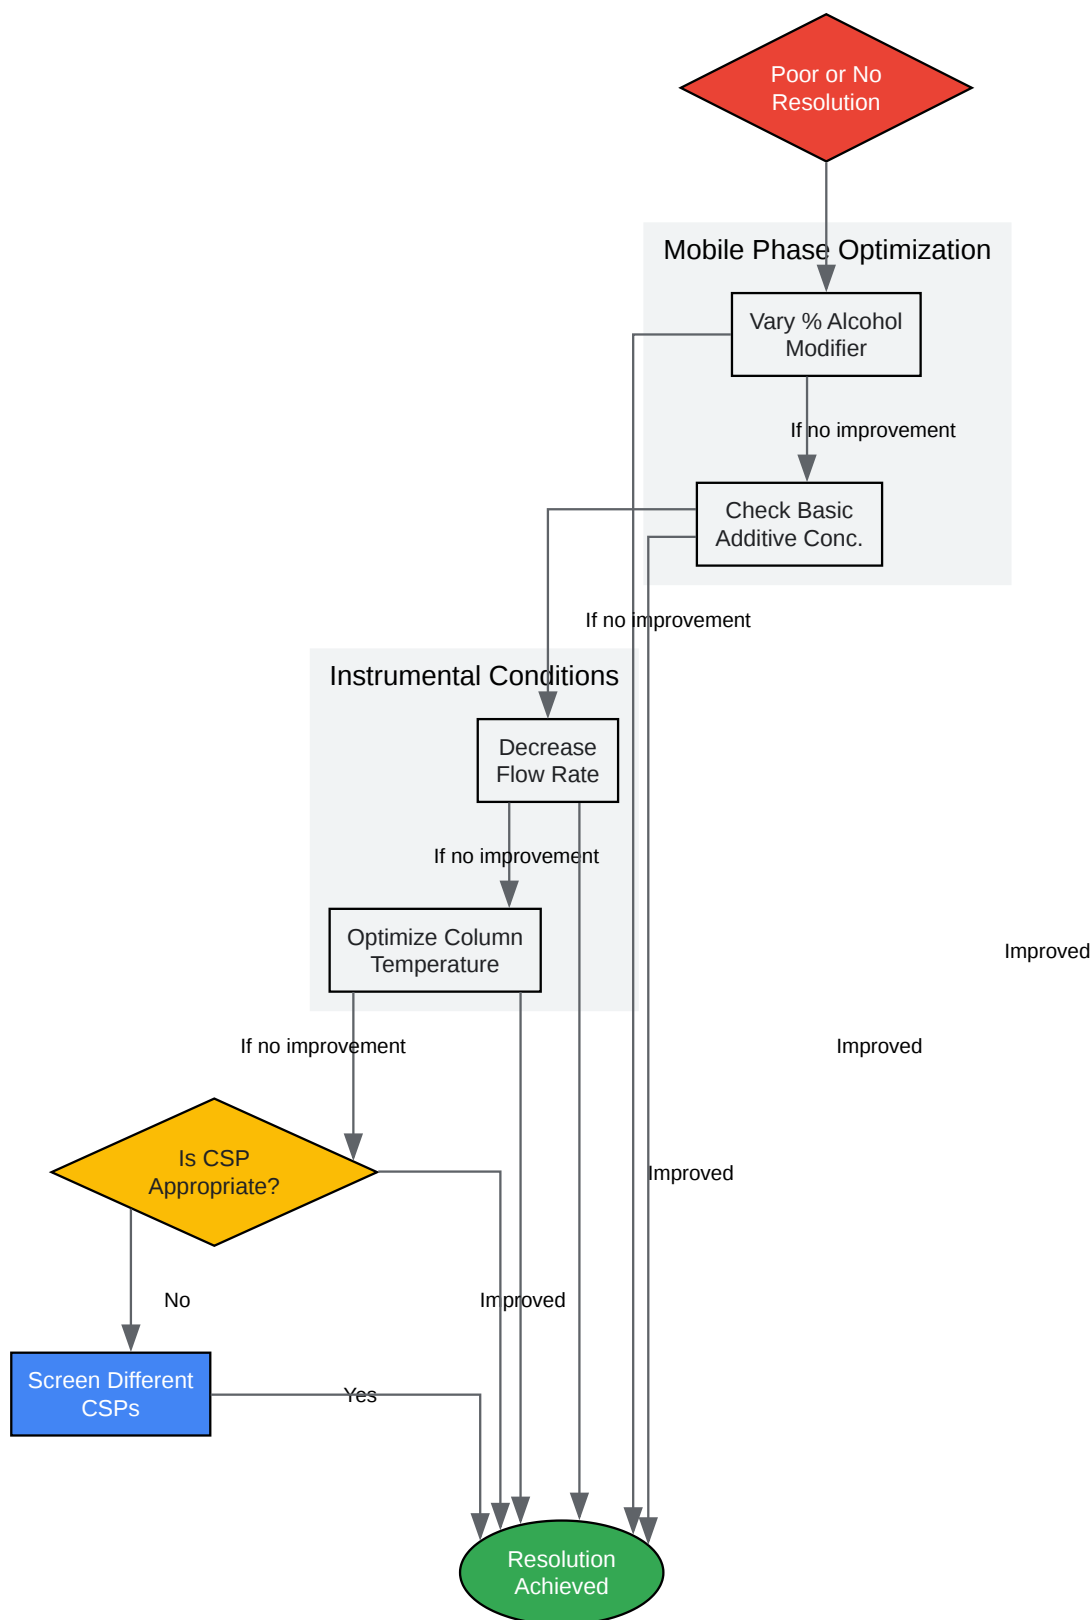 Poor or No
Resolution
Mobile Phase Optimization
Vary % Alcohol
Modifier
If no improvement
Check Basic
Additive Conc.
If no improvement
Instrumental Conditions
Decrease
Flow Rate
If no improvement
Optimize Column
Temperature
Improved
If no improvement
Improved
Is CSP
Appropriate?
Improved
No
Improved
Screen Different
CSPs
Yes
Resolution
Achieved